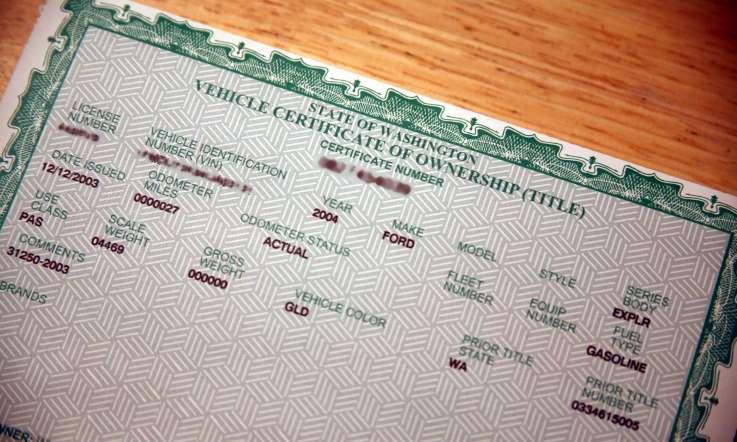 STATE OF WASHINGTON
VEHICLE CERTIFICATE OF OWNERSHIP (TITLE)
LICENSE NUMBER
VEHICLE IDENTIFICATION NUMBER (VIN)
CERTIFICATE NUMBER
DATE ISSUED
12/12/2003
ODOMETER MILES
0000027
ODOMETER STATUS
ACTUAL
YEAR
2004
MAKE
FORD
MODEL
STYLE
SERIES BODY
EXPLR
USE CLASS
PAS
SCALE WEIGHT
04469
GROSS WEIGHT
000000
VEHICLE COLOR
GLD
FLEET NUMBER
EQUIP NUMBER
FUEL TYPE
GASOLINE
COMMENTS
31250-2003
PRIOR TITLE STATE
WA
PRIOR TITLE NUMBER
0334615005
BRANDS